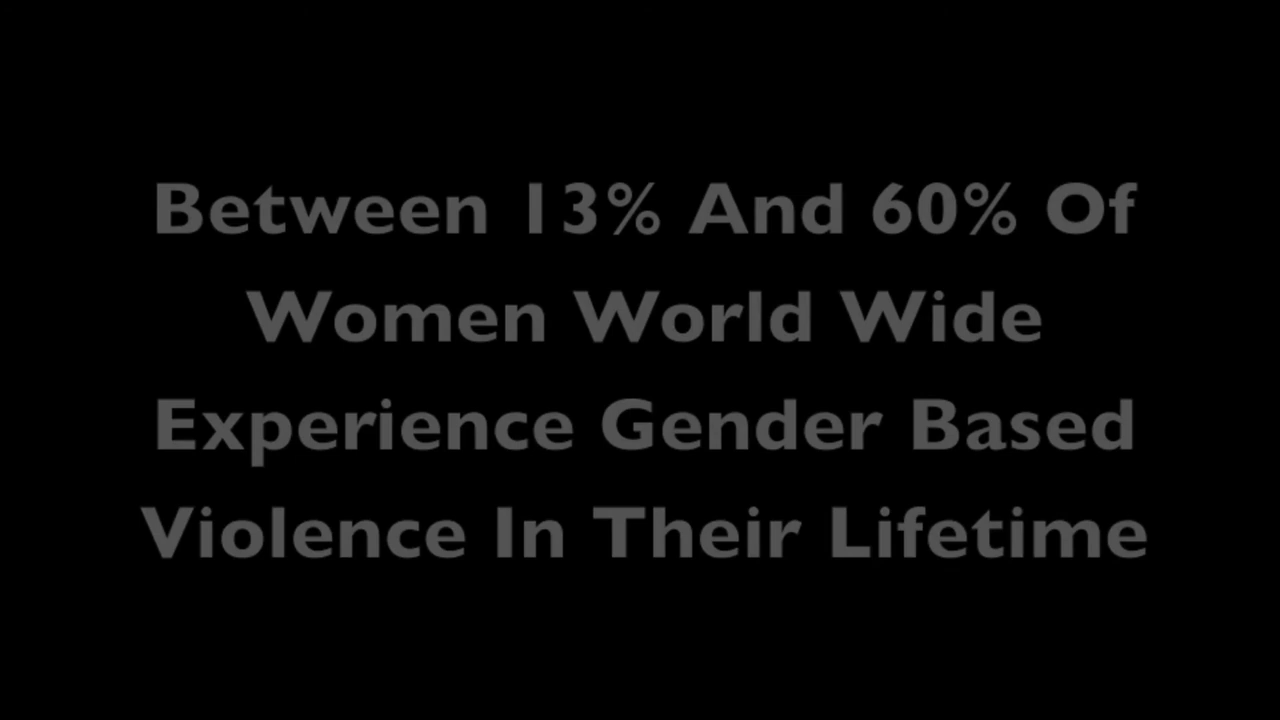 Between 13% And 60% Of
Women World Wide
Experience Gender Based
Violence In Their Lifetime